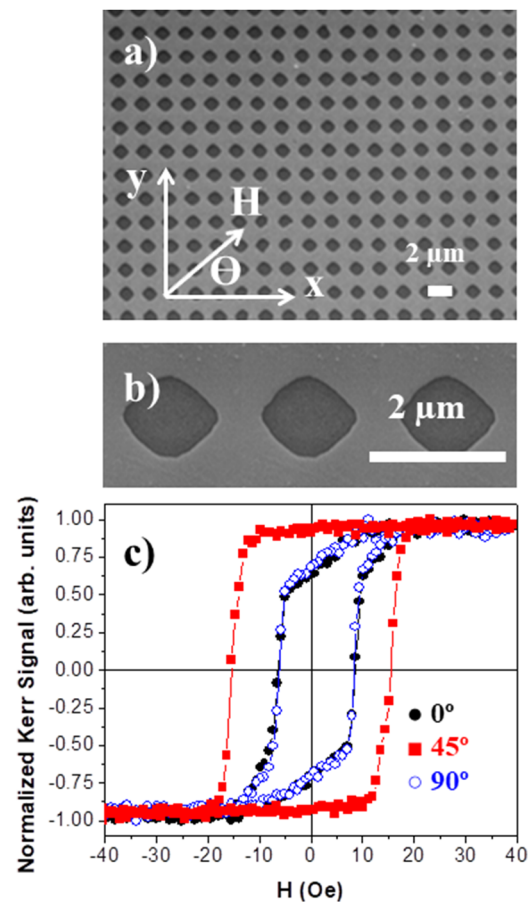 a)
y
H
2 μm
Θ
x
b)
2 μm
c)
Normalized Kerr Signal (arb. units)
1.00
0.75
0.50
0.25
0.00
-0.25
-0.50
-0.75
-1.00
0º
45º
90º
-40 -30 -20 -10 0 10 20 30 40
H (Oe)